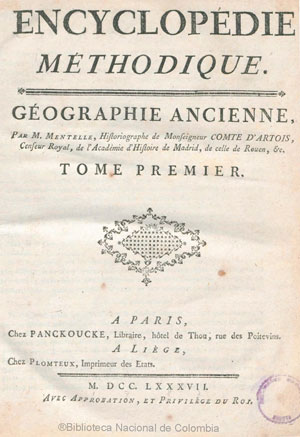 ENCYCLOPÉDIE
MÉTHODIQUE.
GÉOGRAPHIE ANCIENNE,
PAR M. MENTELLE, Historiographe de Monseigneur COMTE D'ARTOIS,
Censeur Royal, de l'Académie d'Histoire de Madrid, de celle de Rouen, &c.
TOME PREMIER.
A PARIS,
Chez PANCKOUCKE, Libraire, hôtel de Thou, rue des Poitevins.
A LIÈGE,
Chez PLOMTEUX, Imprimeur des Etats.
M. DCC. LXXXVII.
AVEC APPROBATION, ET PRIVILÈGE DU ROI.
©Biblioteca Nacional de Colombia